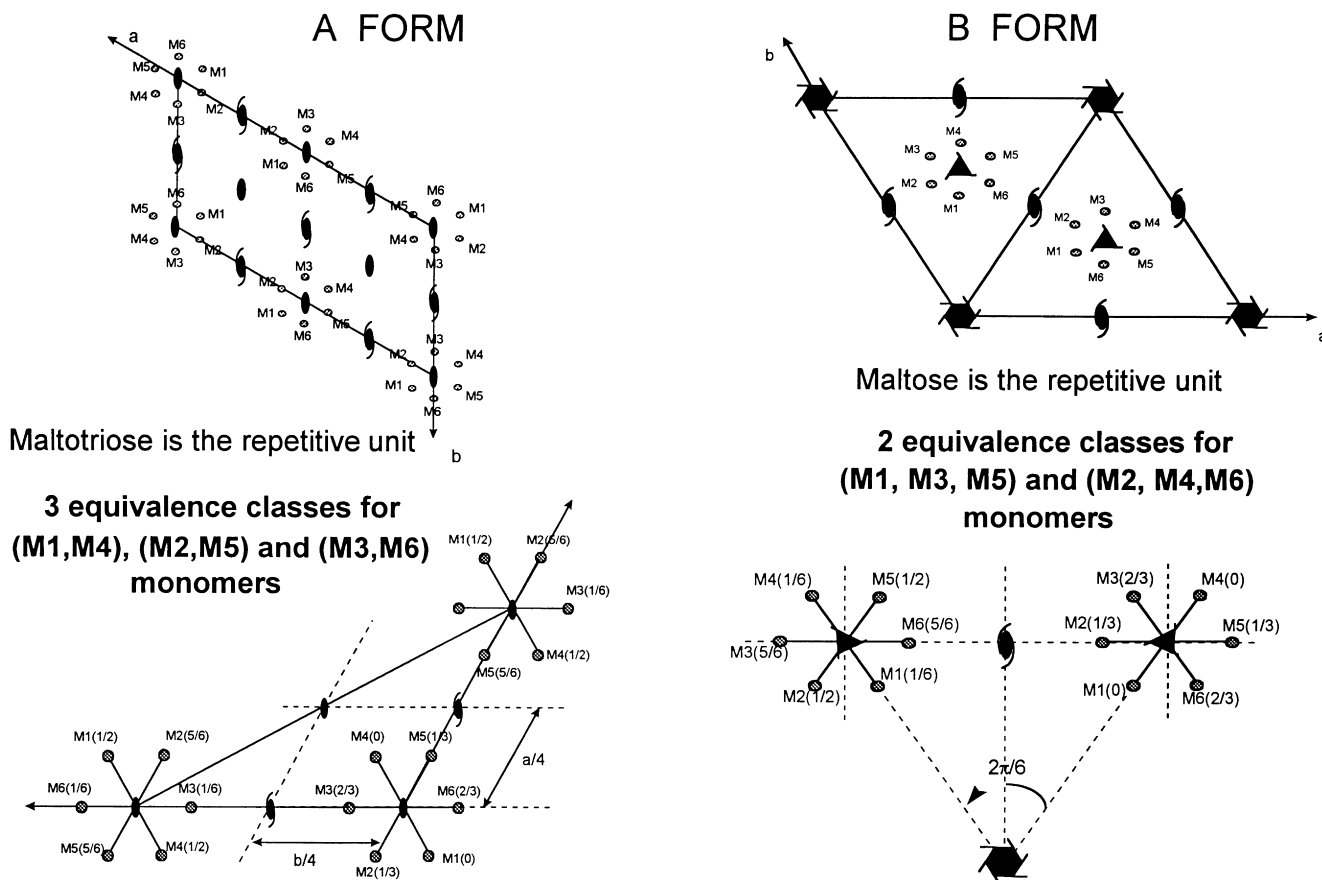 A FORM
a
M6
M5
M1
M4
M2
M3
M3
M2
M4
M1
M5
M6
M6
M6
M5
M1
M5
M1
M4
M2
M4
M2
M3
M3
M3
M2
M4
M1
M5
M6
M3
M2
M4
M1
M5
M6
b
Maltotriose is the repetitive unit
3 equivalence classes for
(M1,M4), (M2,M5) and (M3,M6)
monomers
M1(1/2)
M2(5/6)
M3(1/6)
M4(1/2)
M5(5/6)
M1(1/2)
M2(5/6)
M4(0)
M5(1/3)
a/4
M6(1/6)
M3(1/6)
M3(2/3)
M6(2/3)
M5(5/6)
M4(1/2)
b/4
M2(1/3)
M1(0)
B FORM
b
M4
M3
M5
M2
M6
M1
M3
M2
M4
M1
M5
M6
a
Maltose is the repetitive unit
2 equivalence classes for
(M1, M3, M5) and (M2, M4,M6)
monomers
M4(1/6)
M5(1/2)
M3(2/3)
M4(0)
M6(5/6)
M2(1/3)
M5(1/3)
M3(5/6)
M1(1/6)
M1(0)
M2(1/2)
M6(2/3)
2π/6